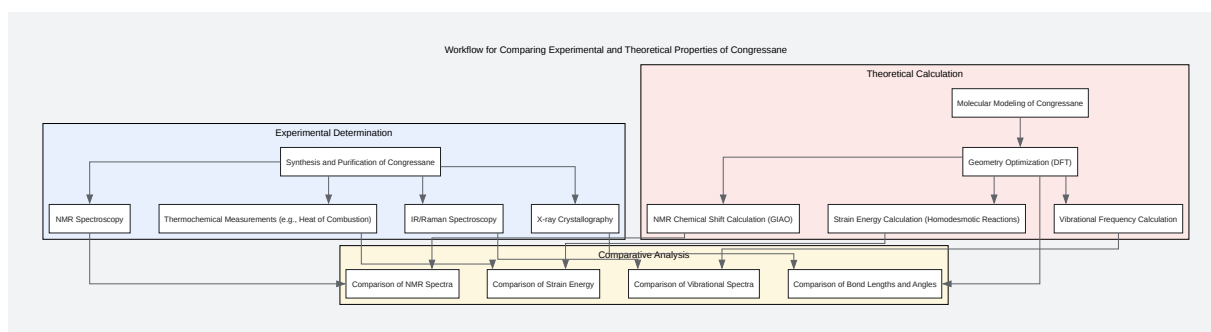 Workflow for Comparing Experimental and Theoretical Properties of Congressane
Theoretical Calculation
Molecular Modeling of Congressane
Experimental Determination
Synthesis and Purification of Congressane
Geometry Optimization (DFT)
NMR Spectroscopy
Thermochemical Measurements (e.g., Heat of Combustion)
IR/Raman Spectroscopy
X-ray Crystallography
NMR Chemical Shift Calculation (GIAO)
Strain Energy Calculation (Homodesmotic Reactions)
Vibrational Frequency Calculation
Comparative Analysis
Comparison of NMR Spectra
Comparison of Strain Energy
Comparison of Vibrational Spectra
Comparison of Bond Lengths and Angles